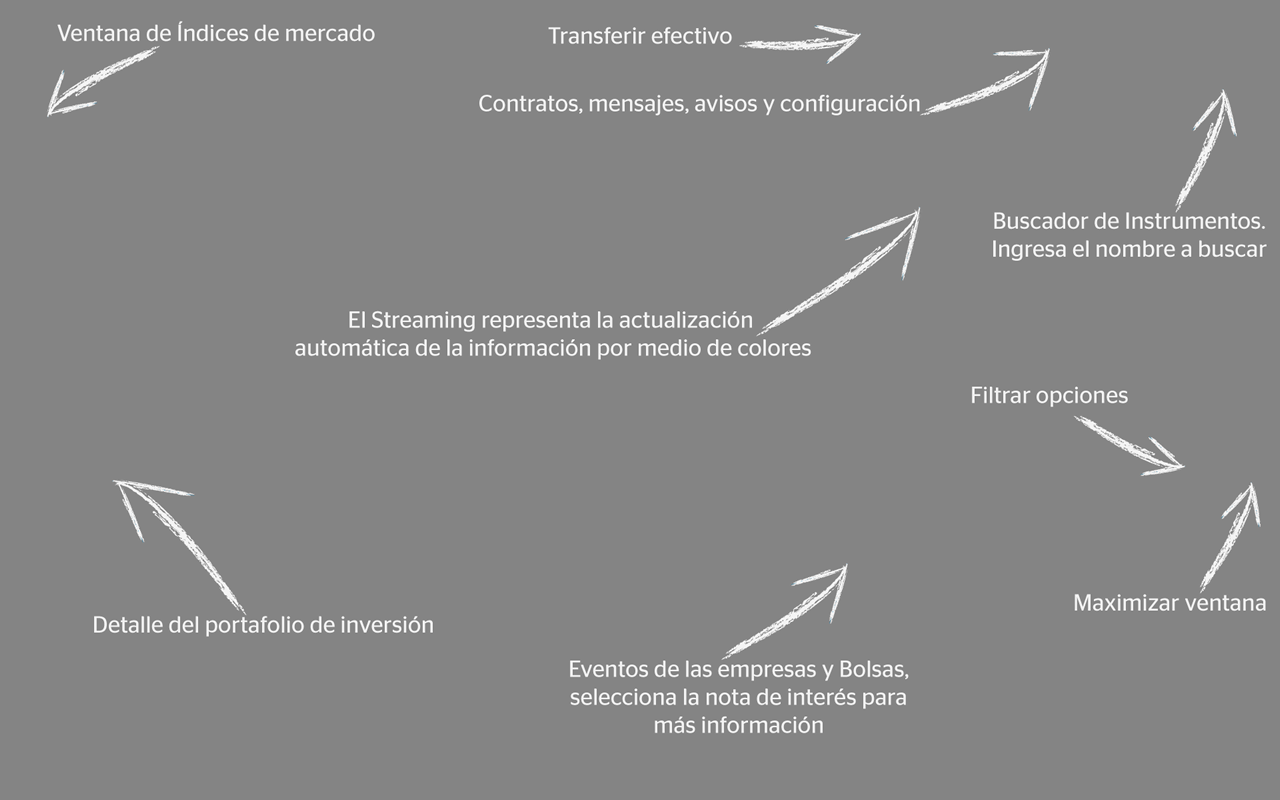 Ventana de Índices de mercado
Transferir efectivo
Contratos, mensajes, avisos y configuración
Buscador de Instrumentos.
Ingresa el nombre a buscar
El Streaming representa la actualización
automática de la información por medio de colores
Filtrar opciones
Maximizar ventana
Detalle del portafolio de inversión
Eventos de las empresas y Bolsas,
selecciona la nota de interés para
más información